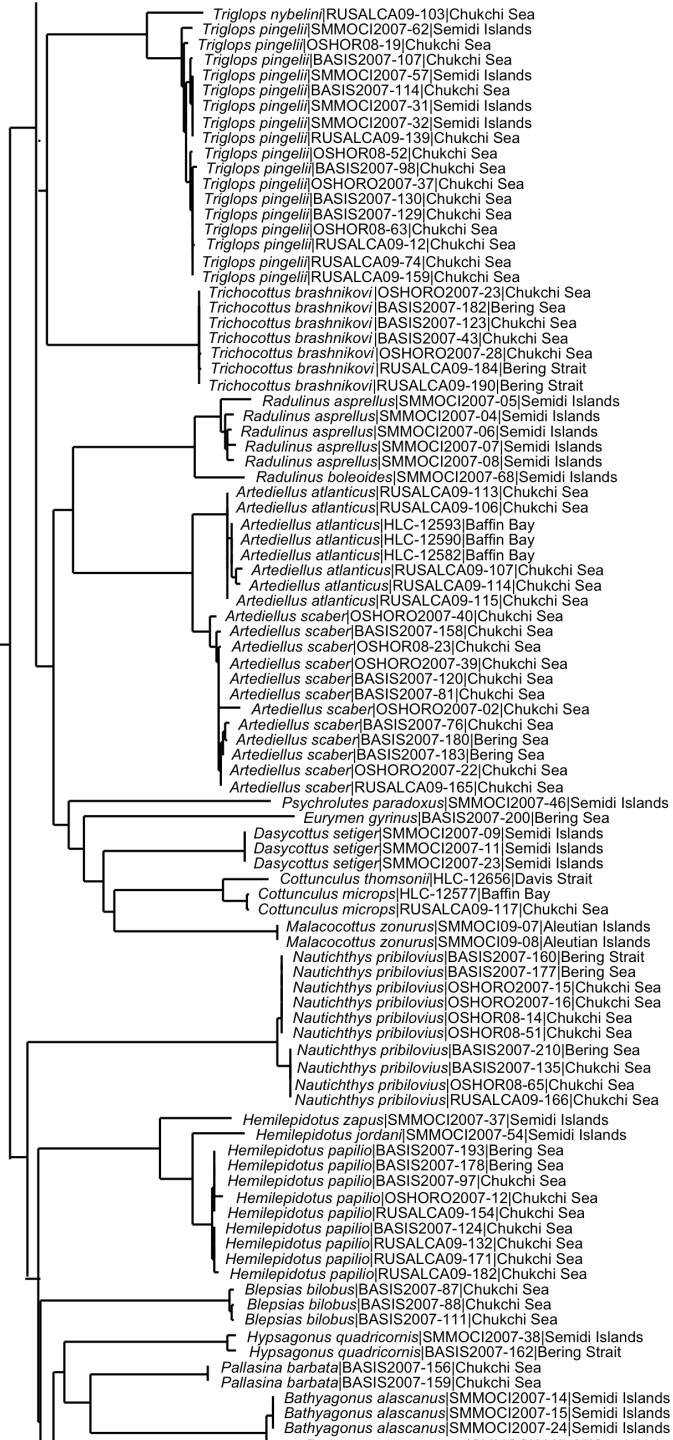 Triglops nybelini|RUSALCA09-103|Chukchi Sea
Triglops pingelii|SMMOCI2007-62|Semidi Islands
Triglops pingelii|OSHOR08-19|Chukchi Sea
Triglops pingelii|BASIS2007-107|Chukchi Sea
Triglops pingelii|SMMOCI2007-57|Semidi Islands
Triglops pingelii|BASIS2007-114|Chukchi Sea
Triglops pingelii|SMMOCI2007-31|Semidi Islands
Triglops pingelii|SMMOCI2007-32|Semidi Islands
Triglops pingelii|RUSALCA09-139|Chukchi Sea
Triglops pingelii|OSHOR08-52|Chukchi Sea
Triglops pingelii|BASIS2007-98|Chukchi Sea
Triglops pingelii|OSHORO2007-37|Chukchi Sea
Triglops pingelii|BASIS2007-130|Chukchi Sea
Triglops pingelii|BASIS2007-129|Chukchi Sea
Triglops pingelii|OSHOR08-63|Chukchi Sea
Triglops pingelii|RUSALCA09-12|Chukchi Sea
Triglops pingelii|RUSALCA09-74|Chukchi Sea
Triglops pingelii|RUSALCA09-159|Chukchi Sea
Trichocottus brashnikovi|OSHORO2007-23|Chukchi Sea
Trichocottus brashnikovi|BASIS2007-182|Bering Sea
Trichocottus brashnikovi|BASIS2007-123|Chukchi Sea
Trichocottus brashnikovi|BASIS2007-43|Chukchi Sea
Trichocottus brashnikovi|OSHORO2007-28|Chukchi Sea
Trichocottus brashnikovi|RUSALCA09-184|Bering Strait
Trichocottus brashnikovi|RUSALCA09-190|Bering Strait
Radulinus asprellus|SMMOCI2007-05|Semidi Islands
Radulinus asprellus|SMMOCI2007-04|Semidi Islands
Radulinus asprellus|SMMOCI2007-06|Semidi Islands
Radulinus asprellus|SMMOCI2007-07|Semidi Islands
Radulinus asprellus|SMMOCI2007-08|Semidi Islands
Radulinus boleoides|SMMOCI2007-68|Semidi Islands
Artediellus atlanticus|RUSALCA09-113|Chukchi Sea
Artediellus atlanticus|RUSALCA09-106|Chukchi Sea
Artediellus atlanticus|HLC-12593|Baffin Bay
Artediellus atlanticus|HLC-12590|Baffin Bay
Artediellus atlanticus|HLC-12582|Baffin Bay
Artediellus atlanticus|RUSALCA09-107|Chukchi Sea
Artediellus atlanticus|RUSALCA09-114|Chukchi Sea
Artediellus atlanticus|RUSALCA09-115|Chukchi Sea
Artediellus scaber|OSHORO2007-40|Chukchi Sea
Artediellus scaber|BASIS2007-158|Chukchi Sea
Artediellus scaber|OSHOR08-23|Chukchi Sea
Artediellus scaber|OSHORO2007-39|Chukchi Sea
Artediellus scaber|BASIS2007-120|Chukchi Sea
Artediellus scaber|BASIS2007-81|Chukchi Sea
Artediellus scaber|OSHORO2007-02|Chukchi Sea
Artediellus scaber|BASIS2007-76|Chukchi Sea
Artediellus scaber|BASIS2007-180|Bering Sea
Artediellus scaber|BASIS2007-183|Bering Sea
Artediellus scaber|OSHORO2007-22|Chukchi Sea
Artediellus scaber|RUSALCA09-165|Chukchi Sea
Psychrolutes paradoxus|SMMOCI2007-46|Semidi Islands
Eurymen gyrinus|BASIS2007-200|Bering Sea
Dasycottus setiger|SMMOCI2007-09|Semidi Islands
Dasycottus setiger|SMMOCI2007-11|Semidi Islands
Dasycottus setiger|SMMOCI2007-23|Semidi Islands
Cottunculus thomsonii|HLC-12656|Davis Strait
Cottunculus microps|HLC-12577|Baffin Bay
Cottunculus microps|RUSALCA09-117|Chukchi Sea
Malacocottus zonurus|SMMOCI09-07|Aleutian Islands
Malacocottus zonurus|SMMOCI09-08|Aleutian Islands
Nautichthys pribilovius|BASIS2007-160|Bering Strait
Nautichthys pribilovius|BASIS2007-177|Bering Sea
Nautichthys pribilovius|OSHORO2007-15|Chukchi Sea
Nautichthys pribilovius|OSHORO2007-16|Chukchi Sea
Nautichthys pribilovius|OSHOR08-14|Chukchi Sea
Nautichthys pribilovius|OSHOR08-51|Chukchi Sea
Nautichthys pribilovius|BASIS2007-210|Bering Sea
Nautichthys pribilovius|BASIS2007-135|Chukchi Sea
Nautichthys pribilovius|OSHOR08-65|Chukchi Sea
Nautichthys pribilovius|RUSALCA09-166|Chukchi Sea
Hemilepidotus zapus|SMMOCI2007-37|Semidi Islands
Hemilepidotus jordani|SMMOCI2007-54|Semidi Islands
Hemilepidotus papilio|BASIS2007-193|Bering Sea
Hemilepidotus papilio|BASIS2007-178|Bering Sea
Hemilepidotus papilio|BASIS2007-97|Chukchi Sea
Hemilepidotus papilio|OSHORO2007-12|Chukchi Sea
Hemilepidotus papilio|RUSALCA09-154|Chukchi Sea
Hemilepidotus papilio|BASIS2007-124|Chukchi Sea
Hemilepidotus papilio|RUSALCA09-132|Chukchi Sea
Hemilepidotus papilio|RUSALCA09-171|Chukchi Sea
Hemilepidotus papilio|RUSALCA09-182|Chukchi Sea
Blepsias bilobus|BASIS2007-87|Chukchi Sea
Blepsias bilobus|BASIS2007-88|Chukchi Sea
Blepsias bilobus|BASIS2007-111|Chukchi Sea
Hypsagonus quadricornis|SMMOCI2007-38|Semidi Islands
Hypsagonus quadricornis|BASIS2007-162|Bering Strait
Pallasina barbata|BASIS2007-156|Chukchi Sea
Pallasina barbata|BASIS2007-159|Chukchi Sea
Bathyagonus alascanus|SMMOCI2007-14|Semidi Islands
Bathyagonus alascanus|SMMOCI2007-15|Semidi Islands
Bathyagonus alascanus|SMMOCI2007-24|Semidi Islands